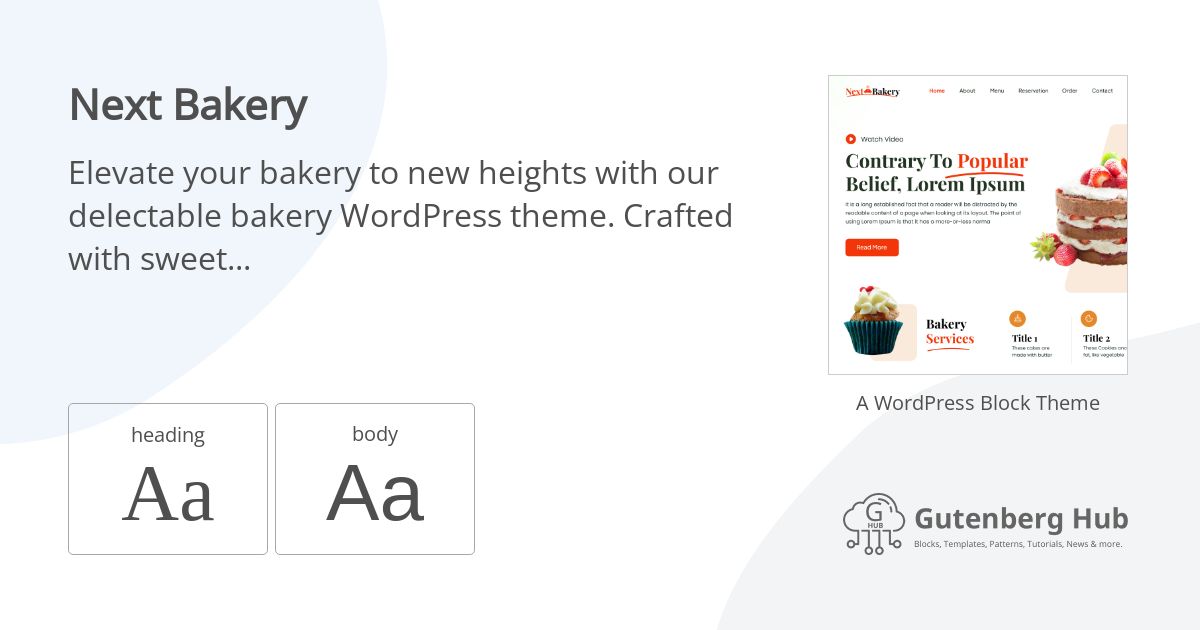 Next Bakery
Elevate your bakery to new heights with our
delectable bakery WordPress theme. Crafted
with sweet...
heading
Aa
body
Aa
Next Bakery
Home About Menu Reservation Order Contact
Watch Video
Contrary To Popular
Belief, Lorem Ipsum
It is a long established fact that a reader will be distracted by the
readable content of a page when looking at its layout. The point of
using Lorem Ipsum is that it has a more-or-less norma
Read More
Bakery
Services
Title 1
These cakes are
made with butter
Title 2
These Cookies and
fat, like vegetable
A WordPress Block Theme
G
HUB
Gutenberg Hub
Blocks, Templates, Patterns, Tutorials, News & more.